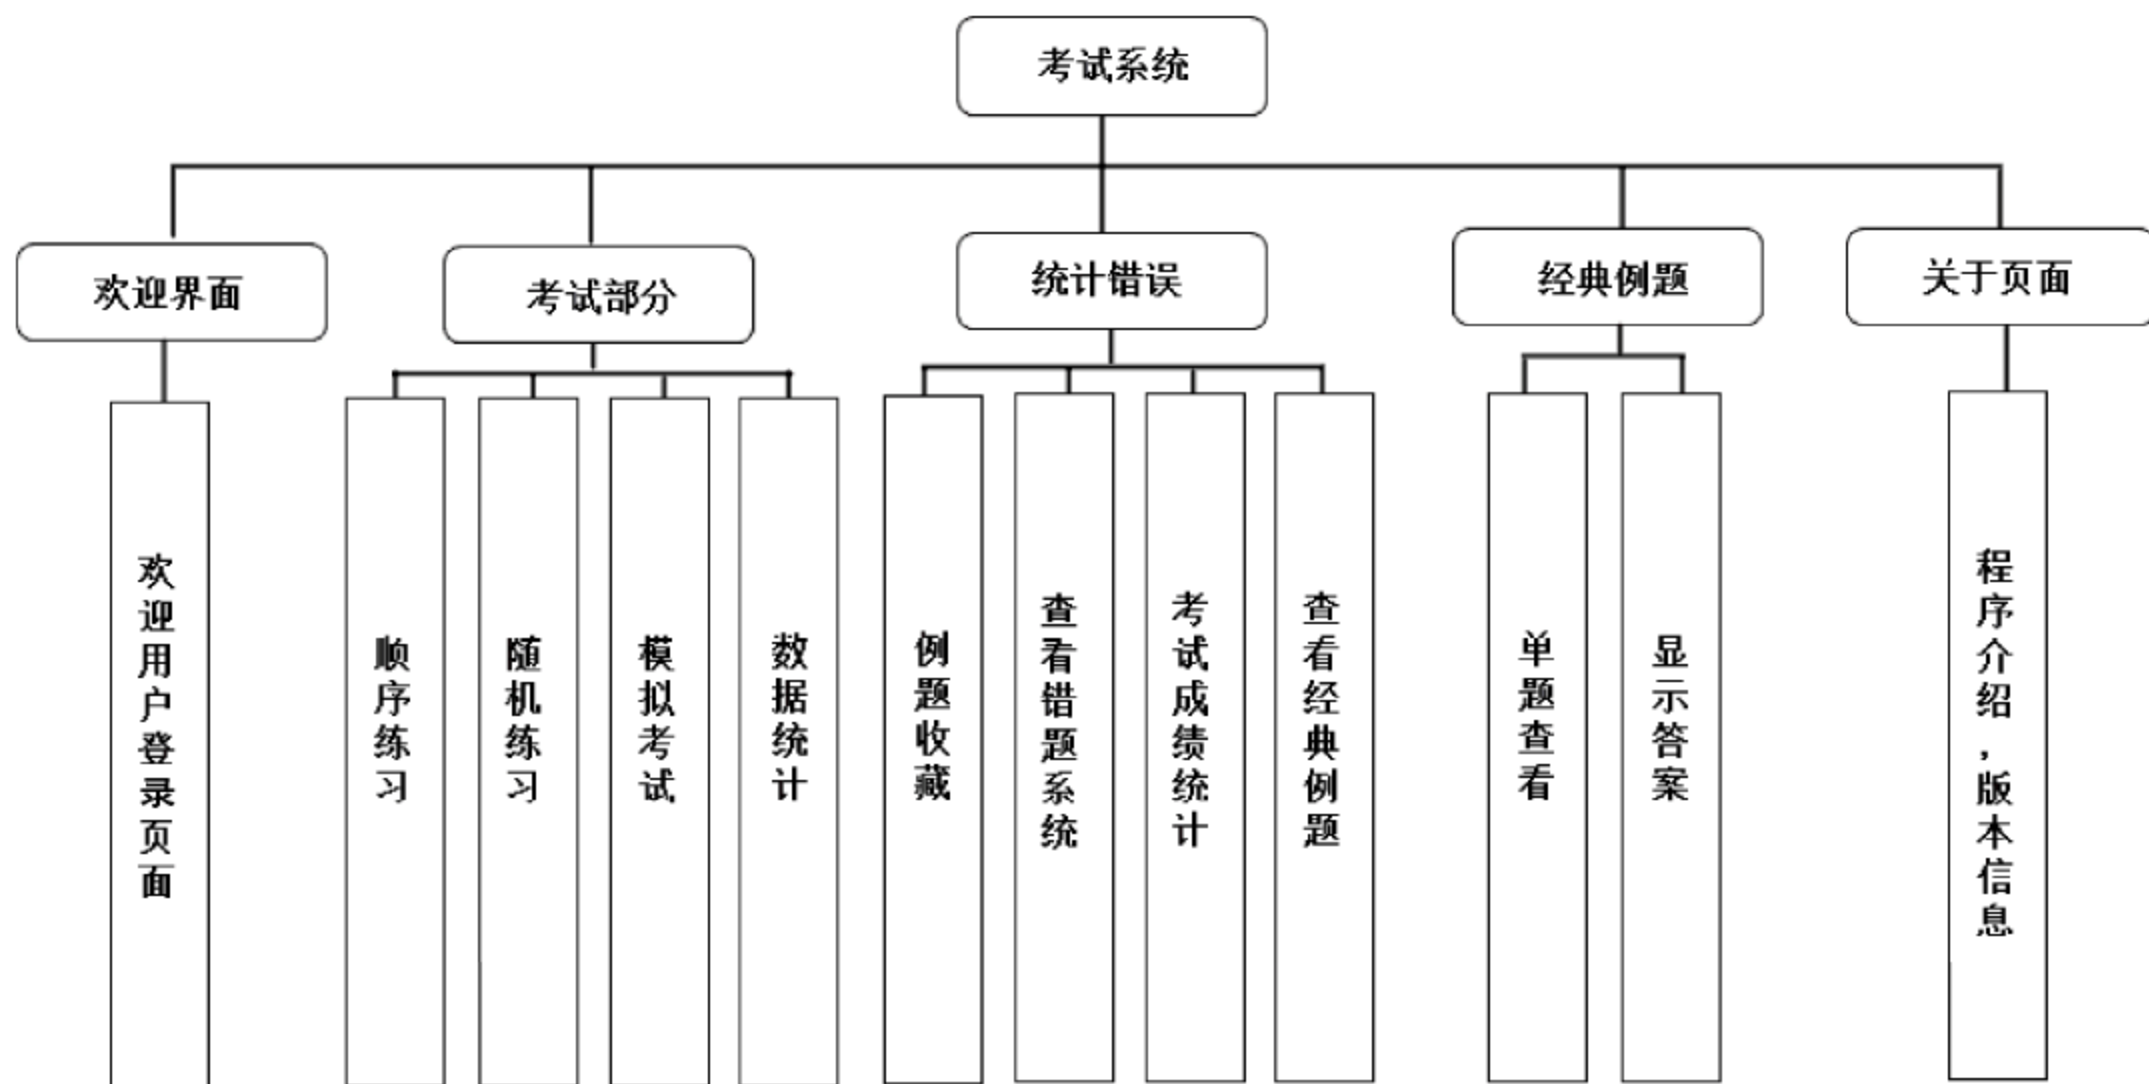 考试系统
欢迎界面
考试部分
统计错误
经典例题
关于页面
欢迎用户登录页面
顺序练习
随机练习
模拟考试
数据统计
例题收藏
查看错题系统
考试成绩统计
查看经典例题
单题查看
显示答案
程序介绍，版本信息